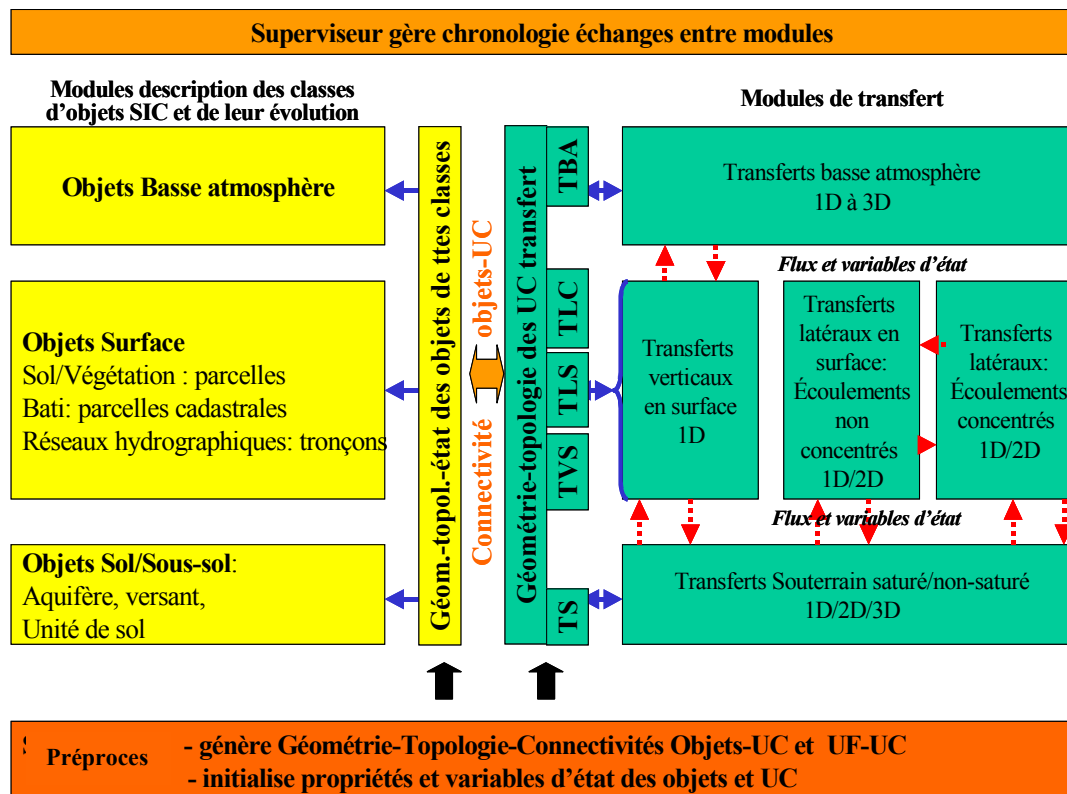 Superviseur gère chronologie échanges entre modules
Modules description des classes
d'objets SIC et de leur évolution
Modules de transfert
Objets Basse atmosphère
Géom.-topol.-état des objets de ttes classes
Connectivité objets-UC
Géométrie-topologie des UC transfert
TBA
TLC
TLS
TVS
TS
Transferts basse atmosphère
1D à 3D
Flux et variables d'état
Objets Surface
Sol/Végétation : parcelles
Bati: parcelles cadastrales
Réseaux hydrographiques: tronçons
Transferts
verticaux
en surface
1D
Transferts
latéraux en
surface:
Écoulements
non
concentrés
1D/2D
Transferts
latéraux:
Écoulements
concentrés
1D/2D
Flux et variables d'état
Objets Sol/Sous-sol:
Aquifère, versant,
Unité de sol
Transferts Souterrain saturé/non-saturé
1D/2D/3D
Préproces
- génère Géométrie-Topologie-Connectivités Objets-UC et UF-UC
- initialise propriétés et variables d'état des objets et UC